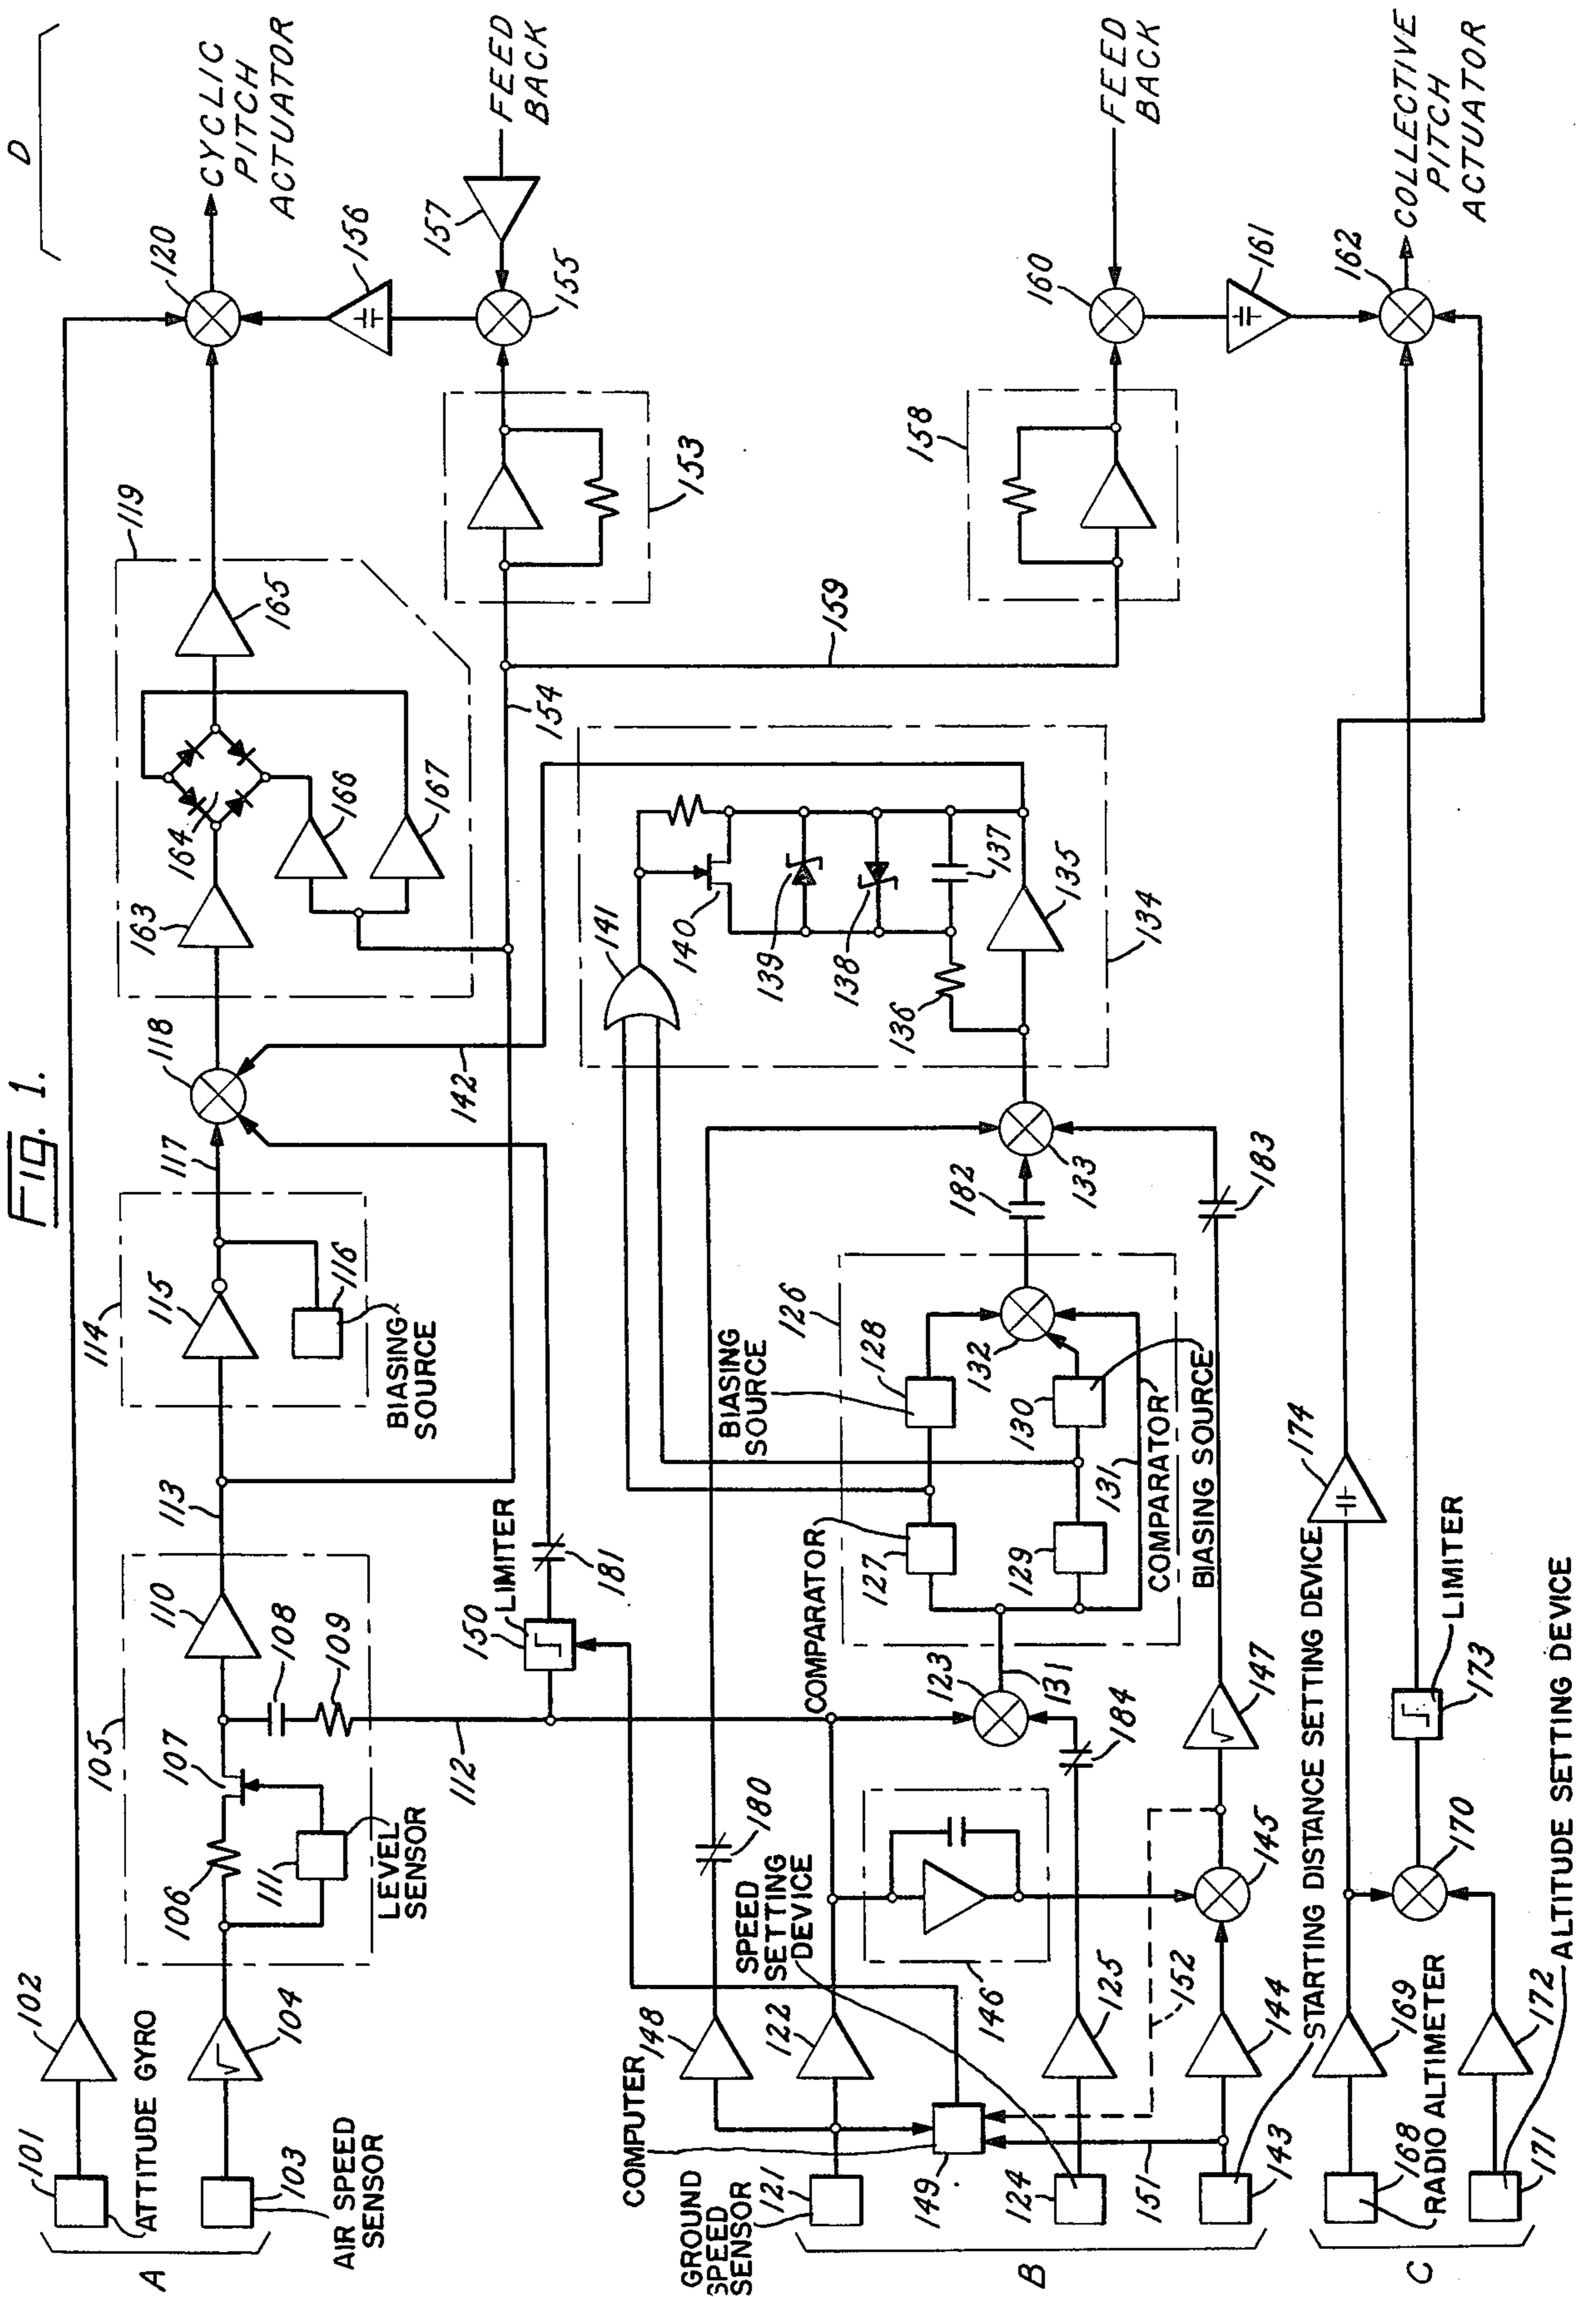 Fig. 1.
D
A
B
C
101
ATTITUDE GYRO
102
103
AIR SPEED
SENSOR
104
105
106
107
108
109
110
111
LEVEL
SENSOR
112
113
114
115
116
BIASING
SOURCE
117
118
119
163
164
165
166
167
120
CYCLIC
PITCH
ACTUATOR
156
157
FEED
BACK
155
153
154
159
142
150
LIMITER
181
GROUND
SPEED
SENSOR
121
COMPUTER
149
148
180
122
SPEED
SETTING
DEVICE
124
125
184
123
131
146
126
COMPARATOR
127
BIASING
SOURCE
128
129
130
131
COMPARATOR
BIASING SOURCE
132
182
133
183
134
135
136
137
138
139
140
141
143
144
STARTING DISTANCE SETTING DEVICE
145
147
151
152
158
160
FEED
BACK
161
162
COLLECTIVE
PITCH
ACTUATOR
168
RADIO ALTIMETER
169
170
171
172
ALTITUDE SETTING DEVICE
173
LIMITER
174